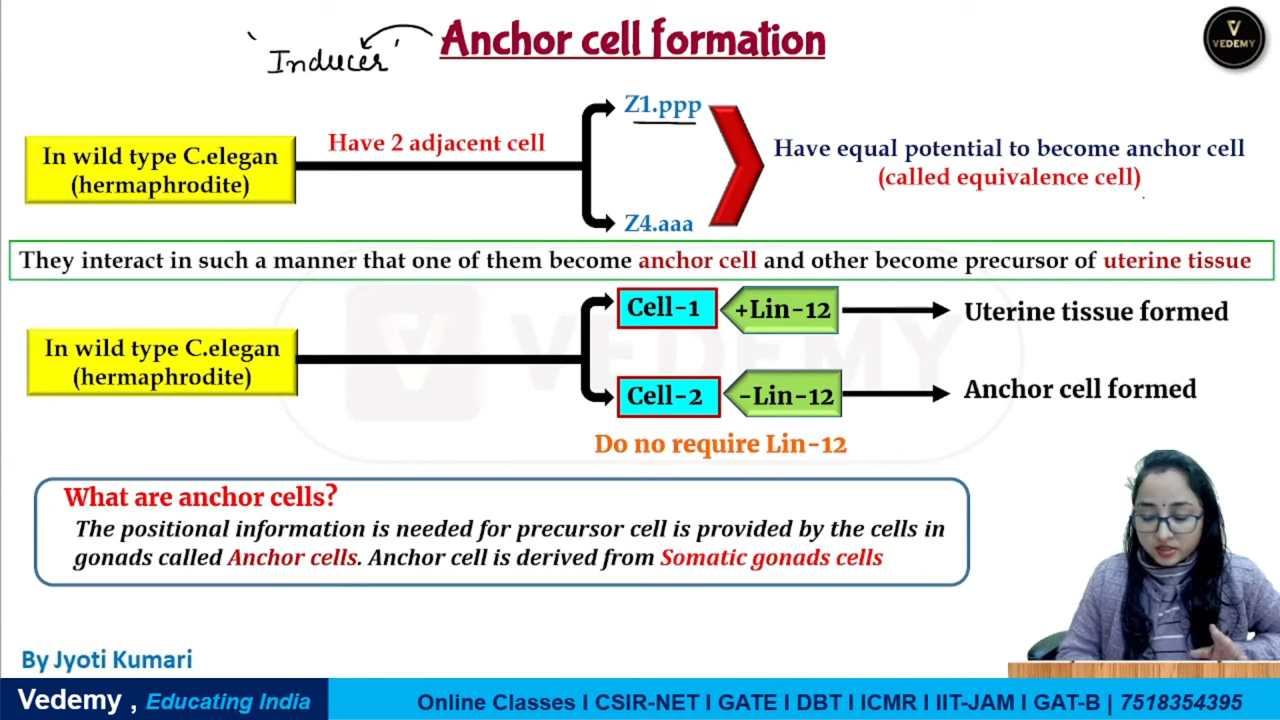 Anchor cell formation
' Inducer '
V
VEDEMY
In wild type C.elegan
(hermaphrodite)
Have 2 adjacent cell
Z1.ppp
Z4.aaa
Have equal potential to become anchor cell
(called equivalence cell)
They interact in such a manner that one of them become anchor cell and other become precursor of uterine tissue
In wild type C.elegan
(hermaphrodite)
Cell-1
+Lin-12
Uterine tissue formed
Cell-2
-Lin-12
Anchor cell formed
Do no require Lin-12
VEDEMY
What are anchor cells?
The positional information is needed for precursor cell is provided by the cells in
gonads called Anchor cells. Anchor cell is derived from Somatic gonads cells
By Jyoti Kumari
Vedemy , Educating India
Online Classes I CSIR-NET I GATE I DBT I ICMR I IIT-JAM I GAT-B | 7518354395